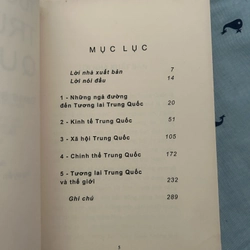 MỤC LỤC
Lời nhà xuất bản 7
Lời nói đầu 14
1 - Những ngả đường
đến Tương lai Trung Quốc 20
2 - Kinh tế Trung Quốc 51
3 - Xã hội Trung Quốc 105
4 - Chính thể Trung Quốc 172
5 - Tương lai Trung Quốc
và thế giới 232
Ghi chú 289
3